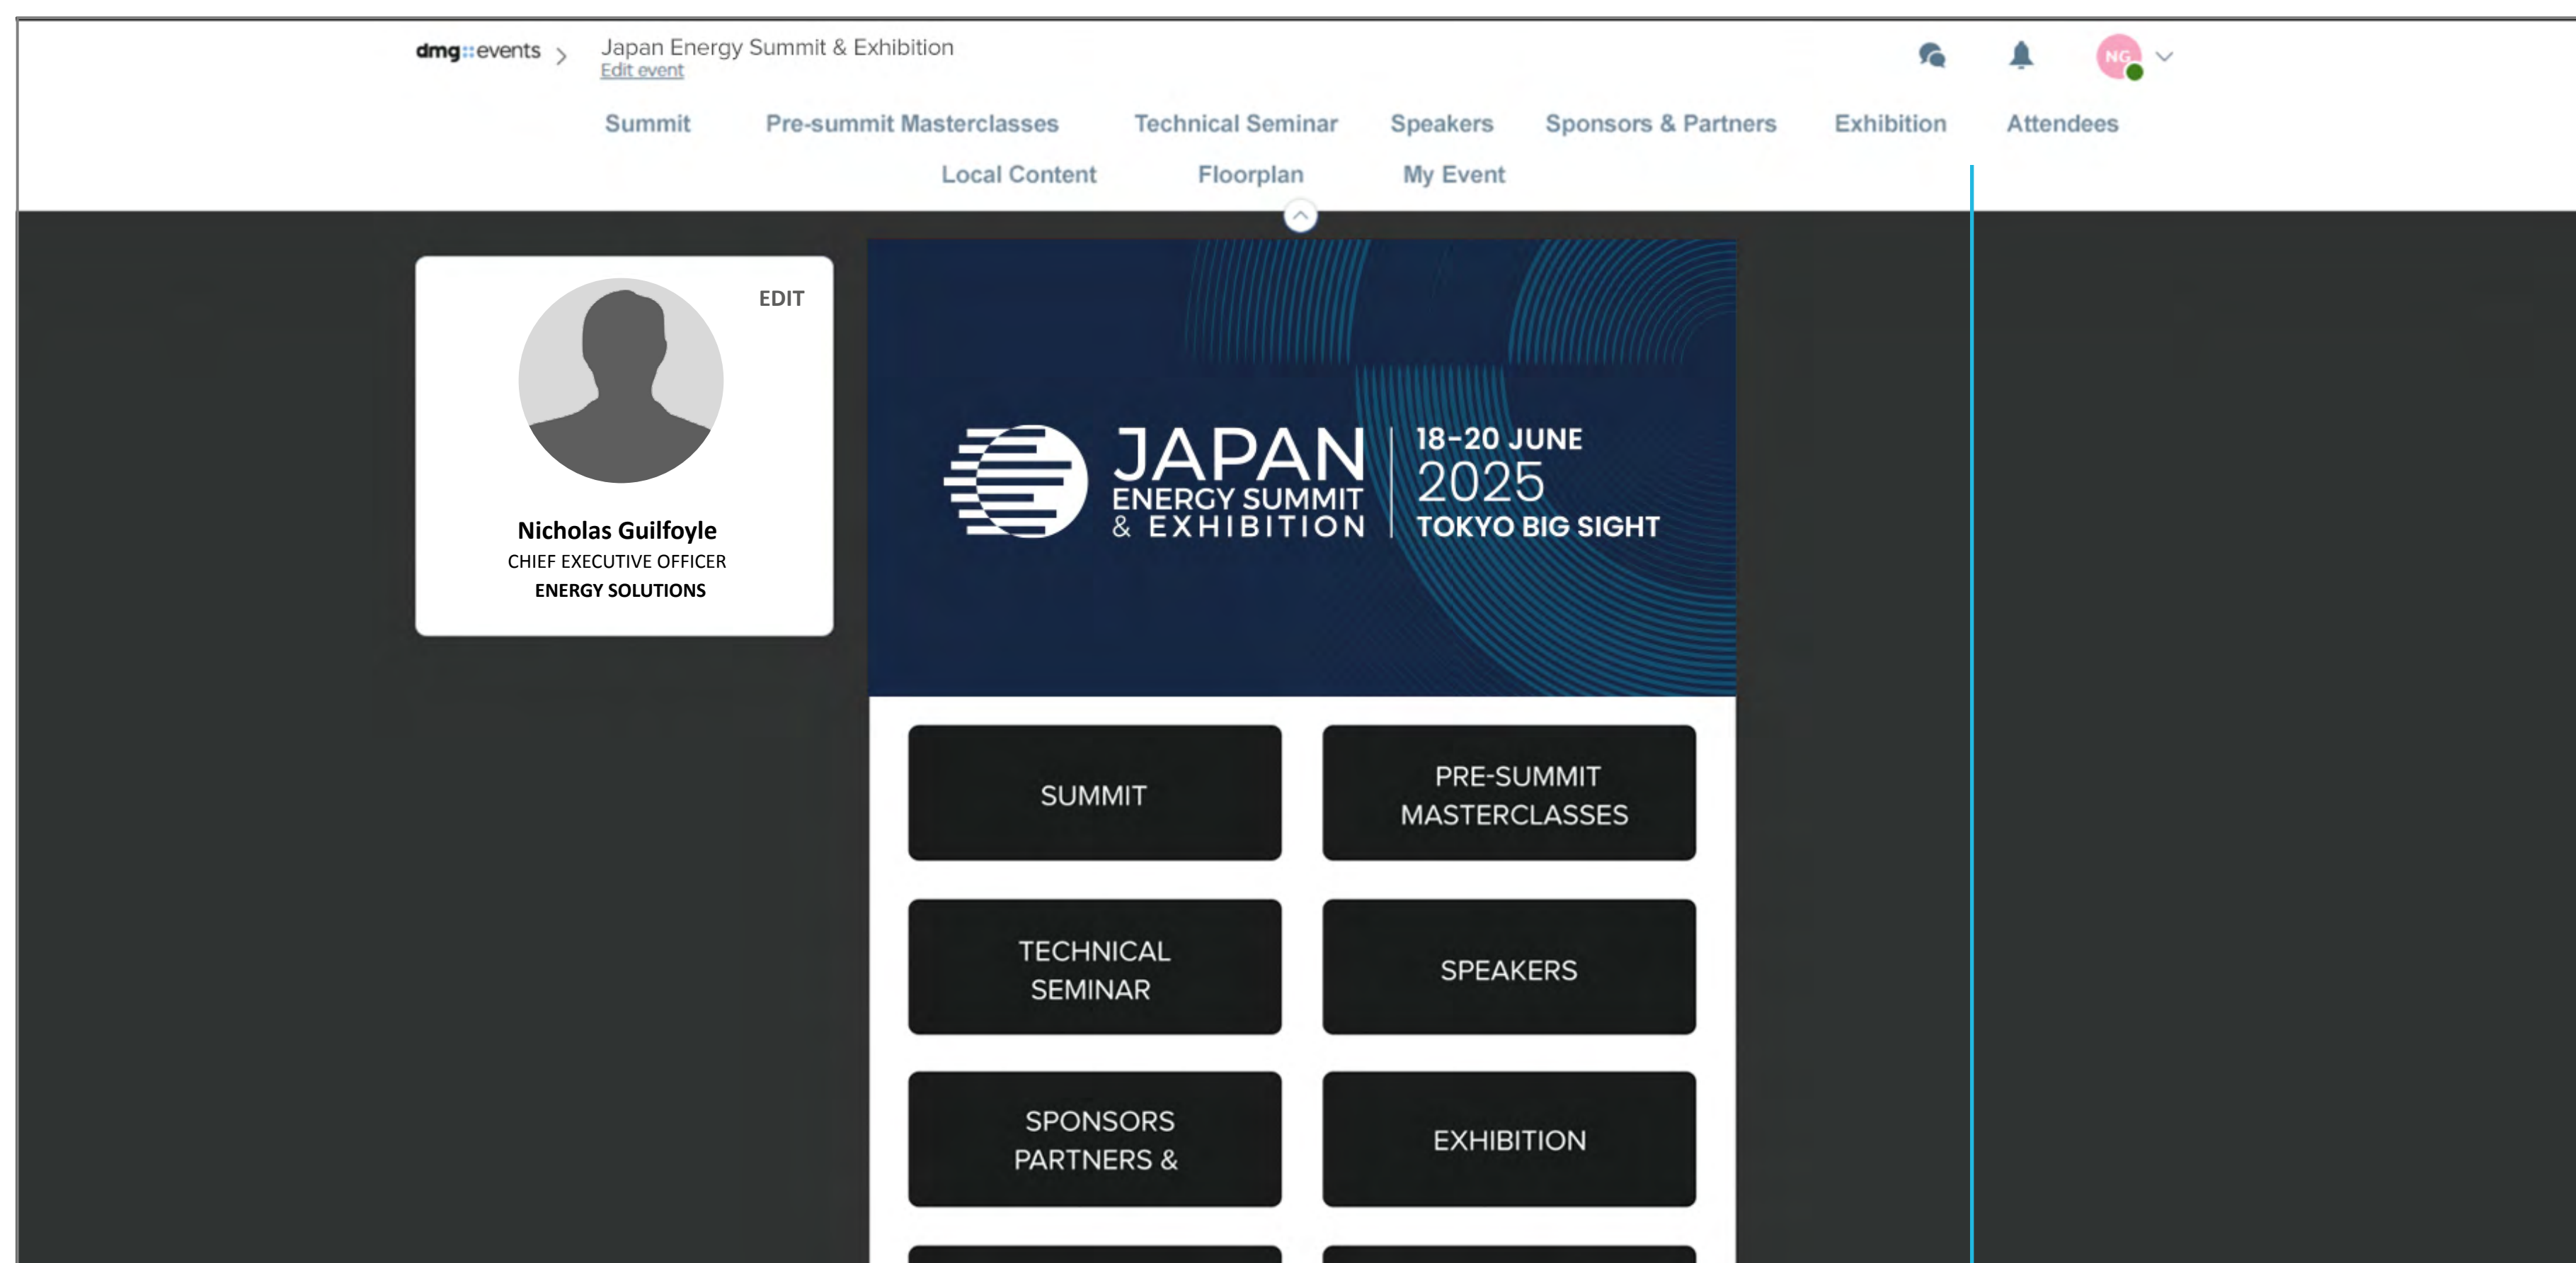 dmg::events
Japan Energy Summit & Exhibition
Edit event
NG
Summit Pre-summit Masterclasses Technical Seminar Speakers Sponsors & Partners Exhibition Attendees
Local Content Floorplan My Event
EDIT
Nicholas Guilfoyle
CHIEF EXECUTIVE OFFICER
ENERGY SOLUTIONS
JAPAN
ENERGY SUMMIT
& EXHIBITION
18-20 JUNE
2025
TOKYO BIG SIGHT
SUMMIT
PRE-SUMMIT
MASTERCLASSES
TECHNICAL
SEMINAR
SPEAKERS
SPONSORS
PARTNERS &
EXHIBITION